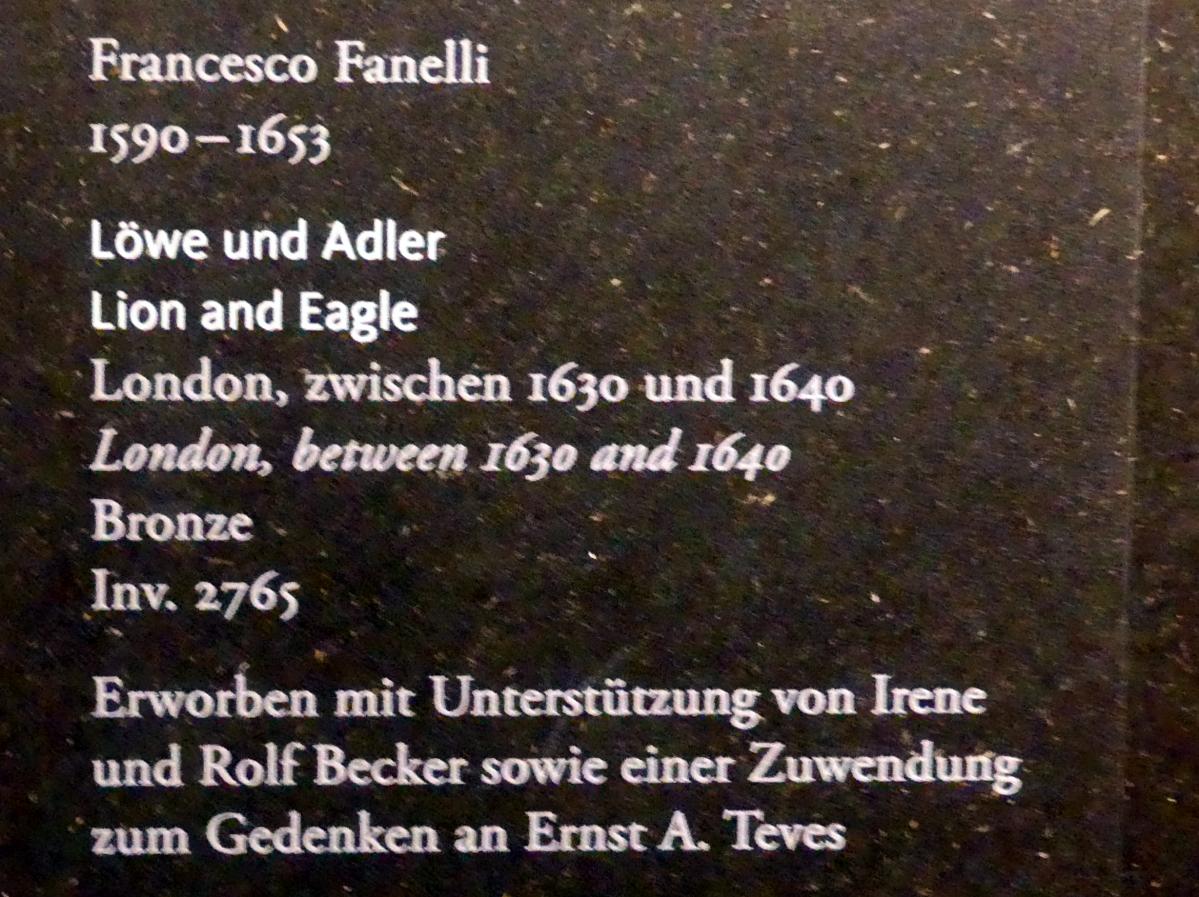 Francesco Fanelli
1590–1653
Löwe und Adler
Lion and Eagle
London, zwischen 1630 und 1640
London, between 1630 and 1640
Bronze
Inv. 2765
Erworben mit Unterstützung von Irene
und Rolf Becker sowie einer Zuwendung
zum Gedenken an Ernst A. Teves